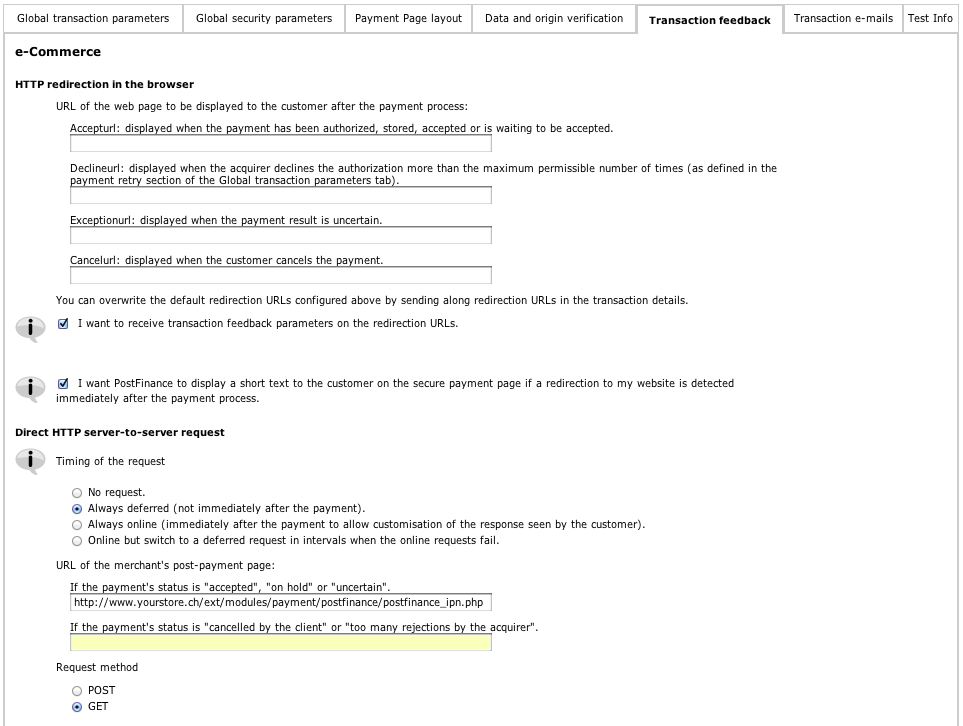 Global transaction parameters Global security parameters Payment Page layout Data and origin verification Transaction feedback Transaction e-mails Test Info
e-Commerce
HTTP redirection in the browser
URL of the web page to be displayed to the customer after the payment process:
Accepturl: displayed when the payment has been authorized, stored, accepted or is waiting to be accepted.
Declineurl: displayed when the acquirer declines the authorization more than the maximum permissible number of times (as defined in the
payment retry section of the Global transaction parameters tab).
Exceptionurl: displayed when the payment result is uncertain.
Cancelurl: displayed when the customer cancels the payment.
You can overwrite the default redirection URLs configured above by sending along redirection URLs in the transaction details.
I want to receive transaction feedback parameters on the redirection URLs.
I want PostFinance to display a short text to the customer on the secure payment page if a redirection to my website is detected
immediately after the payment process.
Direct HTTP server-to-server request
Timing of the request
No request.
Always deferred (not immediately after the payment).
Always online (immediately after the payment to allow customisation of the response seen by the customer).
Online but switch to a deferred request in intervals when the online requests fail.
URL of the merchant's post-payment page:
If the payment's status is "accepted", "on hold" or "uncertain".
http://www.yourstore.ch/ext/modules/payment/postfinance/postfinance_ipn.php
If the payment's status is "cancelled by the client" or "too many rejections by the acquirer".
Request method
POST
GET